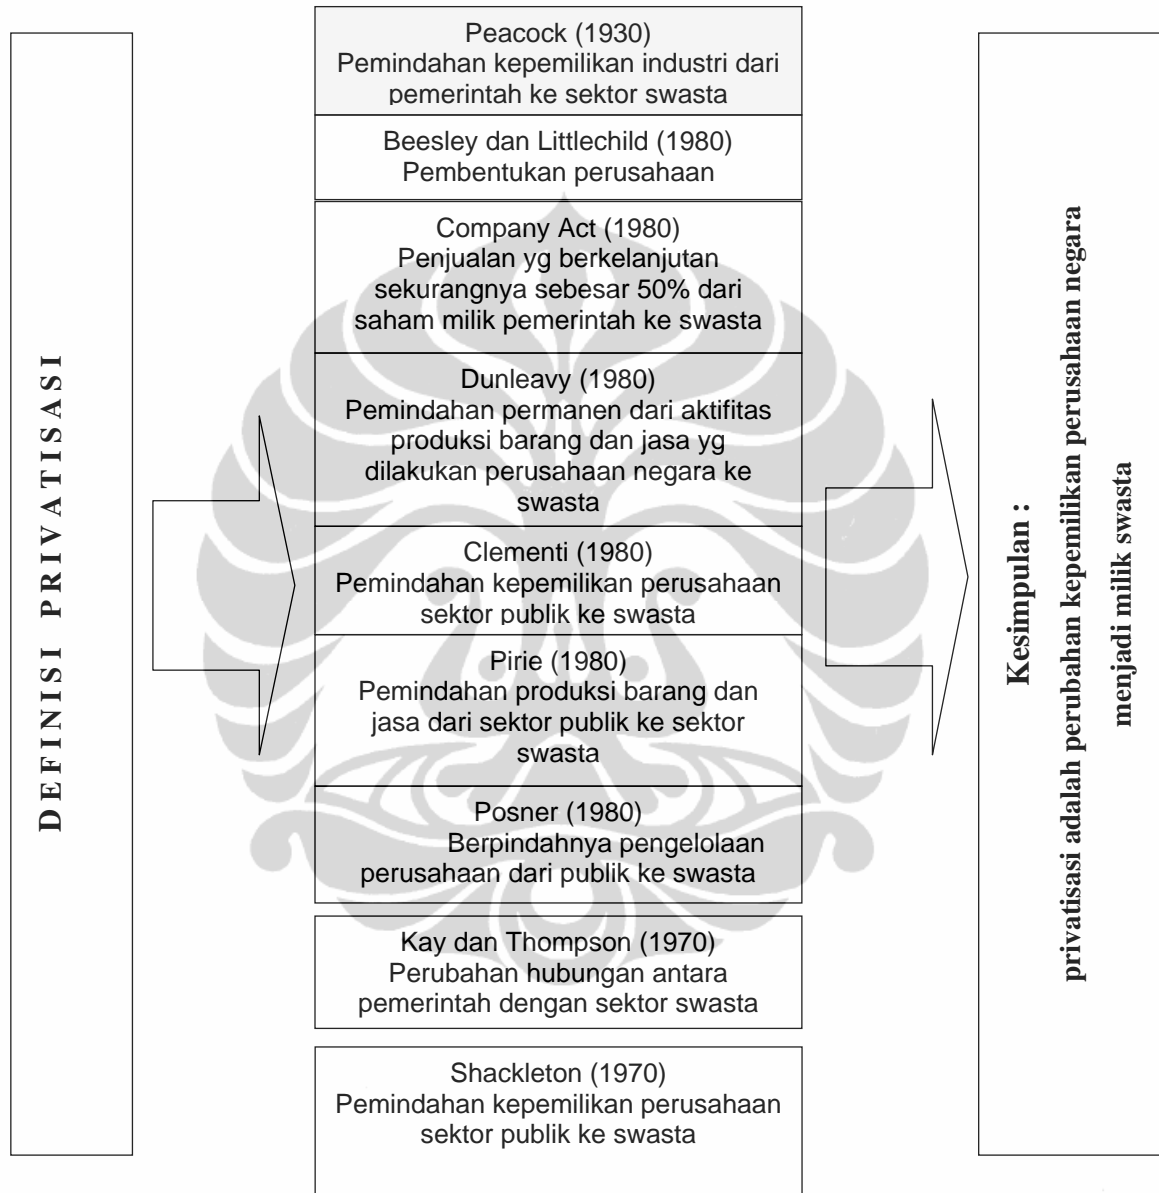 DEFINISI PRIVATISASI
Peacock (1930)
Pemindahan kepemilikan industri dari
pemerintah ke sektor swasta
Beesley dan Littlechild (1980)
Pembentukan perusahaan
Company Act (1980)
Penjualan yg berkelanjutan
sekurangnya sebesar 50% dari
saham milik pemerintah ke swasta
Dunleavy (1980)
Pemindahan permanen dari aktifitas
produksi barang dan jasa yg
dilakukan perusahaan negara ke
swasta
Clementi (1980)
Pemindahan kepemilikan perusahaan
sektor publik ke swasta
Pirie (1980)
Pemindahan produksi barang dan
jasa dari sektor publik ke sektor
swasta
Posner (1980)
Berpindahnya pengelolaan
perusahaan dari publik ke swasta
Kay dan Thompson (1970)
Perubahan hubungan antara
pemerintah dengan sektor swasta
Shackleton (1970)
Pemindahan kepemilikan perusahaan
sektor publik ke swasta
Kesimpulan :
privatisasi adalah perubahan kepemilikan perusahaan negara
menjadi milik swasta